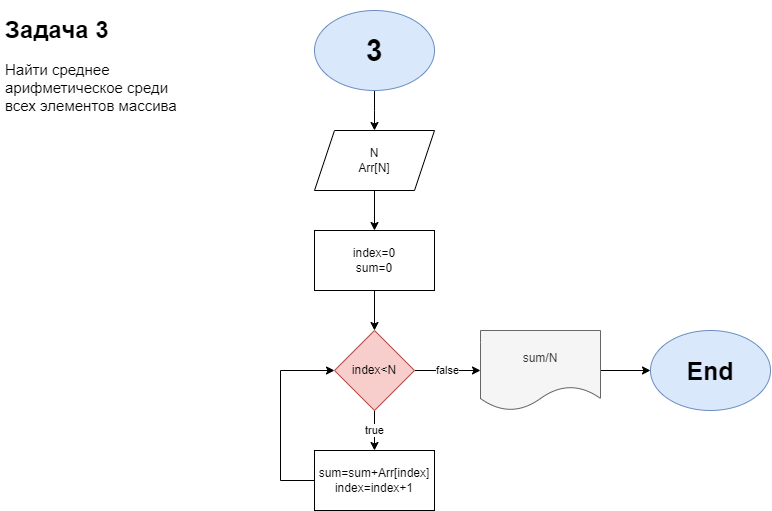 Задача 3
Найти среднее
арифметическое среди
всех элементов массива
3
N
Arr[N]
index=0
sum=0
index<N
false
sum/N
End
true
sum=sum+Arr[index]
index=index+1